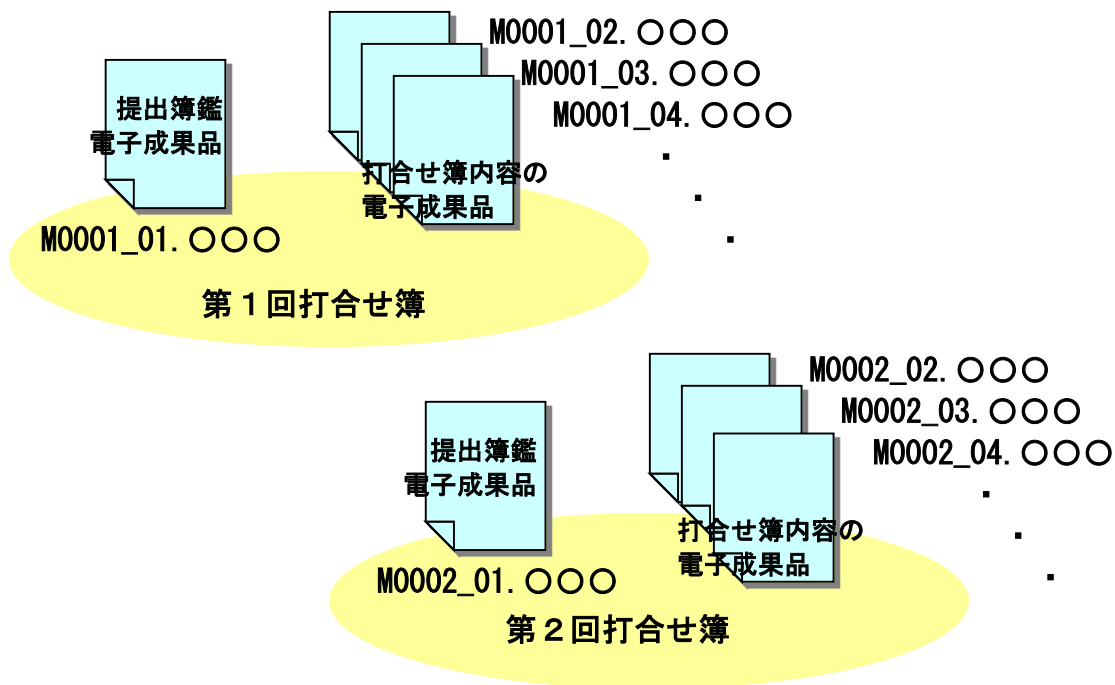 M0001_02.○○○
M0001_03.○○○
M0001_04.○○○
提出簿鑑
電子成果品
打合せ簿内容の
電子成果品
M0001_01.○○○
第１回打合せ簿
M0002_02.○○○
M0002_03.○○○
M0002_04.○○○
提出簿鑑
電子成果品
打合せ簿内容の
電子成果品
M0002_01.○○○
第２回打合せ簿